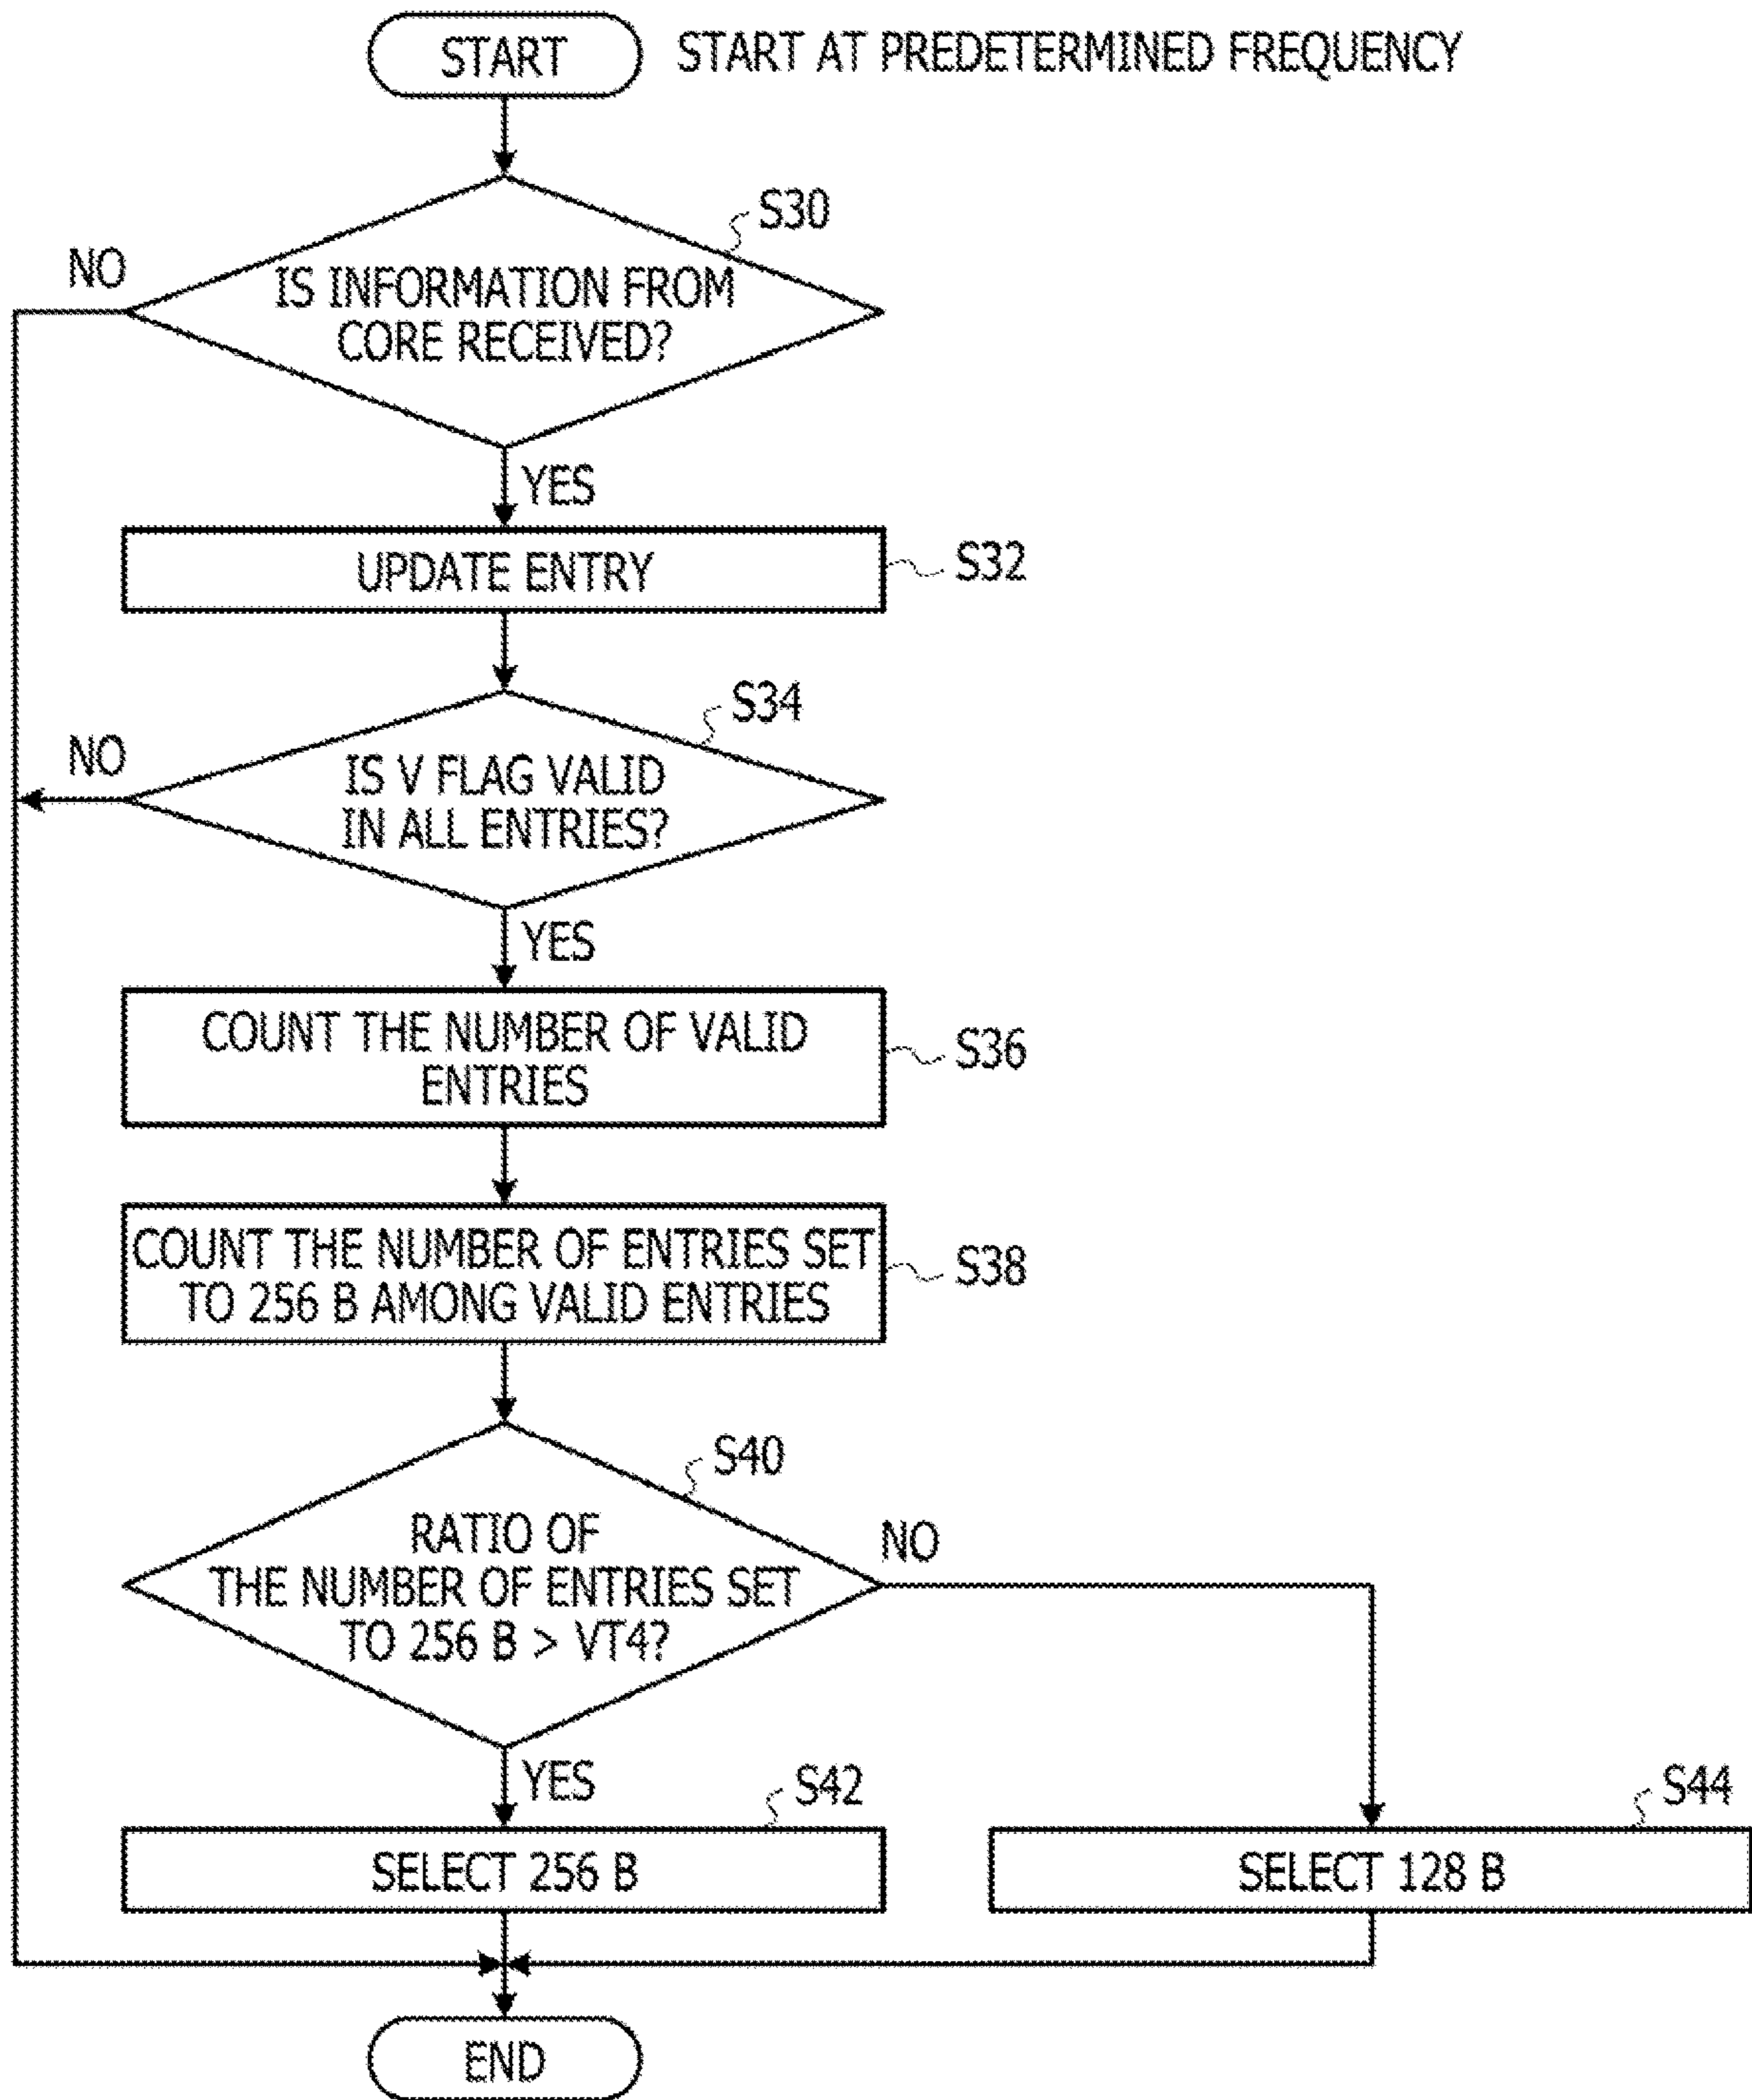 START
START AT PREDETERMINED FREQUENCY
S30
NO
IS INFORMATION FROM
CORE RECEIVED?
YES
UPDATE ENTRY
S32
S34
NO
IS V FLAG VALID
IN ALL ENTRIES?
YES
COUNT THE NUMBER OF VALID
ENTRIES
S36
COUNT THE NUMBER OF ENTRIES SET
TO 256 B AMONG VALID ENTRIES
S38
S40
RATIO OF
THE NUMBER OF ENTRIES SET
TO 256 B > VT4?
NO
YES
S42
S44
SELECT 256 B
SELECT 128 B
END